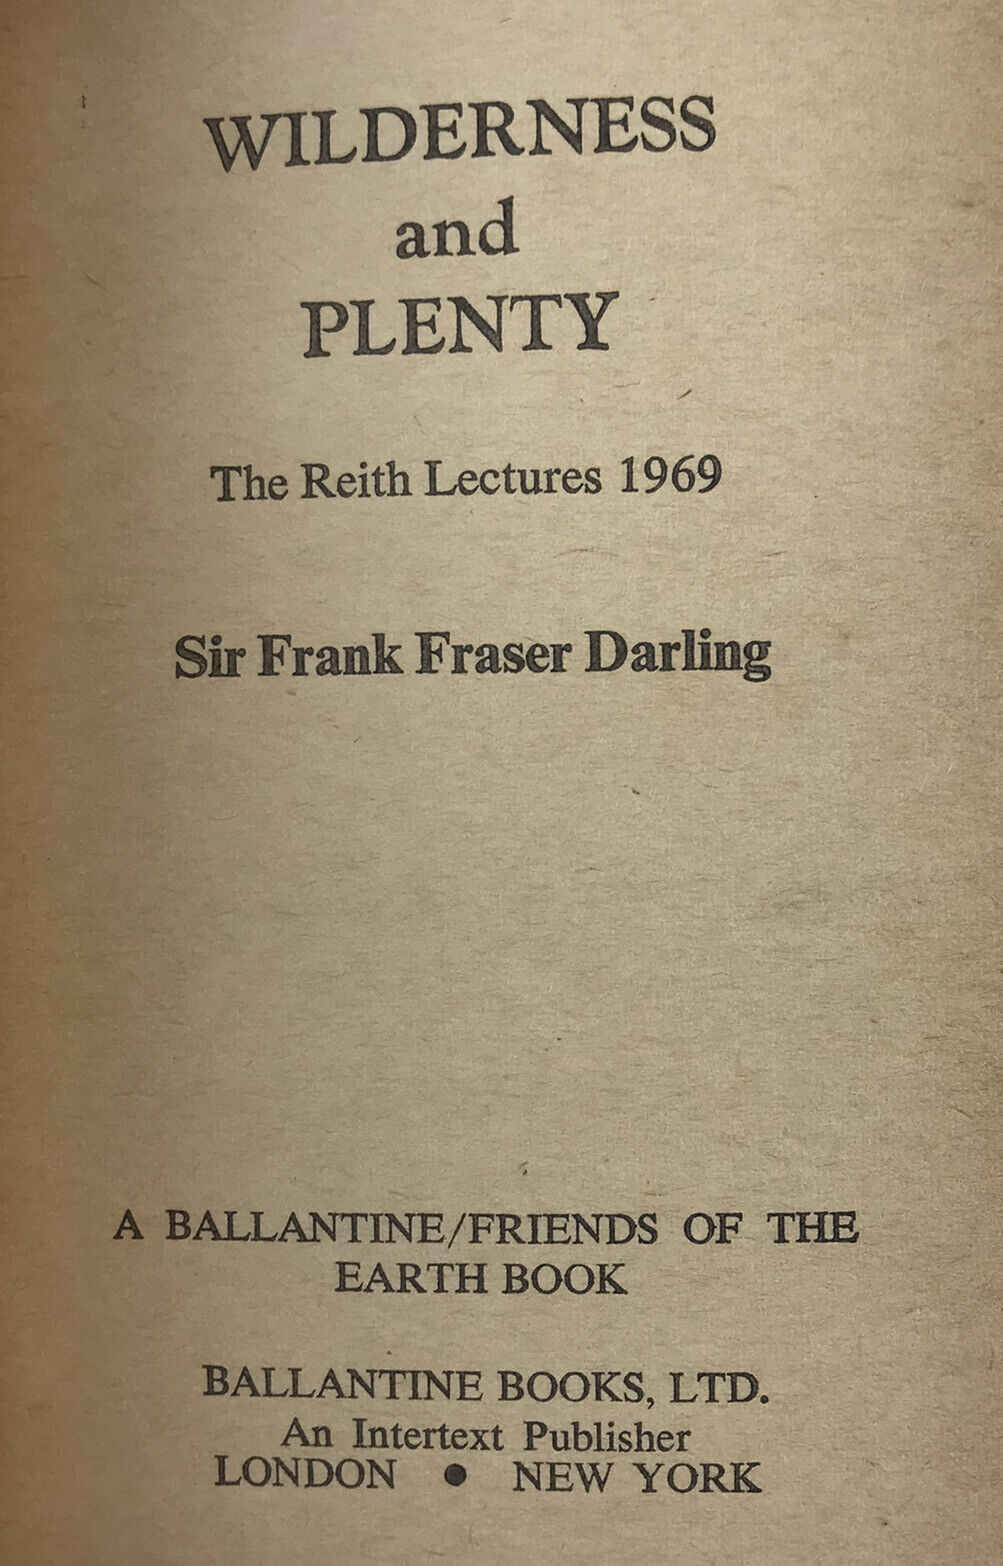 WILDERNESS
and
PLENTY
The Reith Lectures 1969
Sir Frank Fraser Darling
A BALLANTINE/FRIENDS OF THE
EARTH BOOK
BALLANTINE BOOKS, LTD.
An Intertext Publisher
LONDON ● NEW YORK